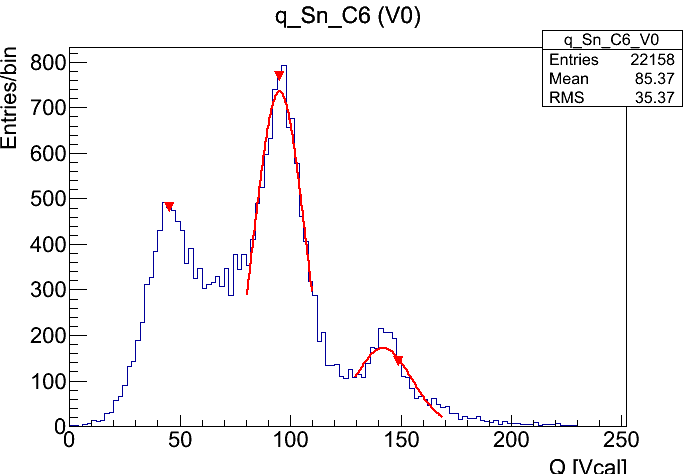 q_Sn_C6 (V0)
q_Sn_C6_V0
Entries 22158
Mean 85.37
RMS 35.37
Entries/bin
800
700
600
500
400
300
200
100
0
0 50 100 150 200 250
Q [Vcal]